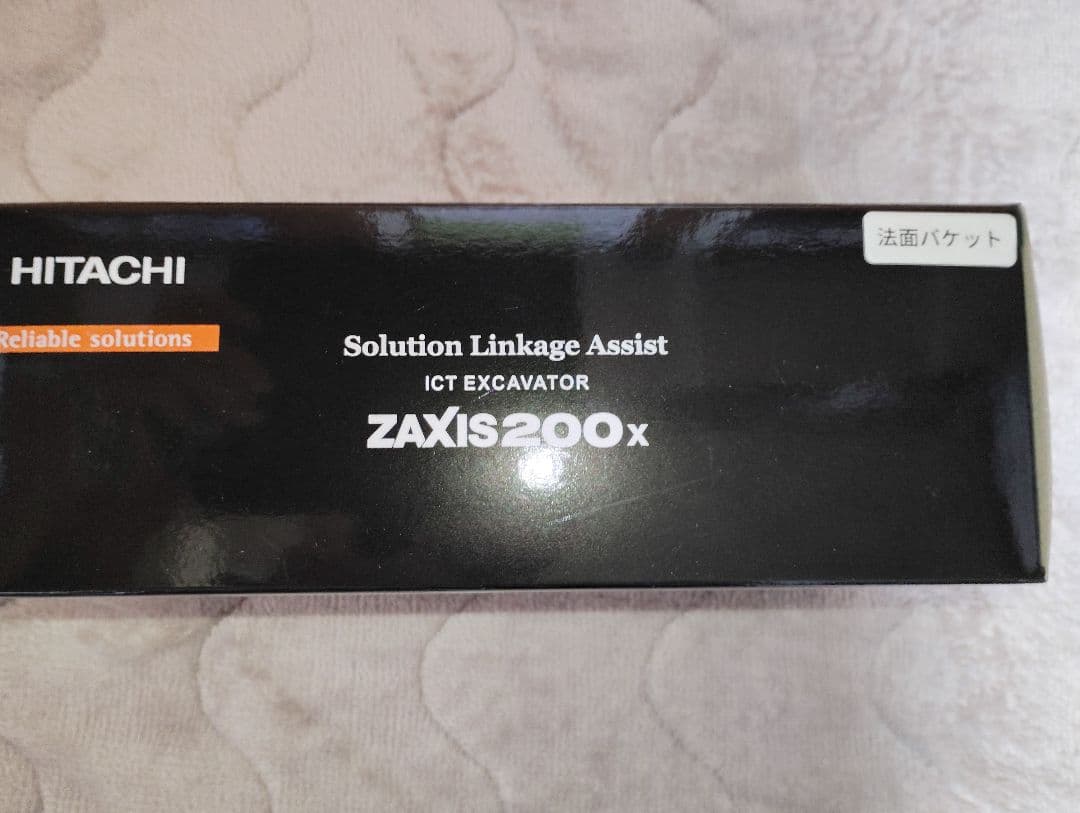 HITACHI
Reliable solutions
Solution Linkage Assist
ICT EXCAVATOR
ZAXIS200x
法面バケット